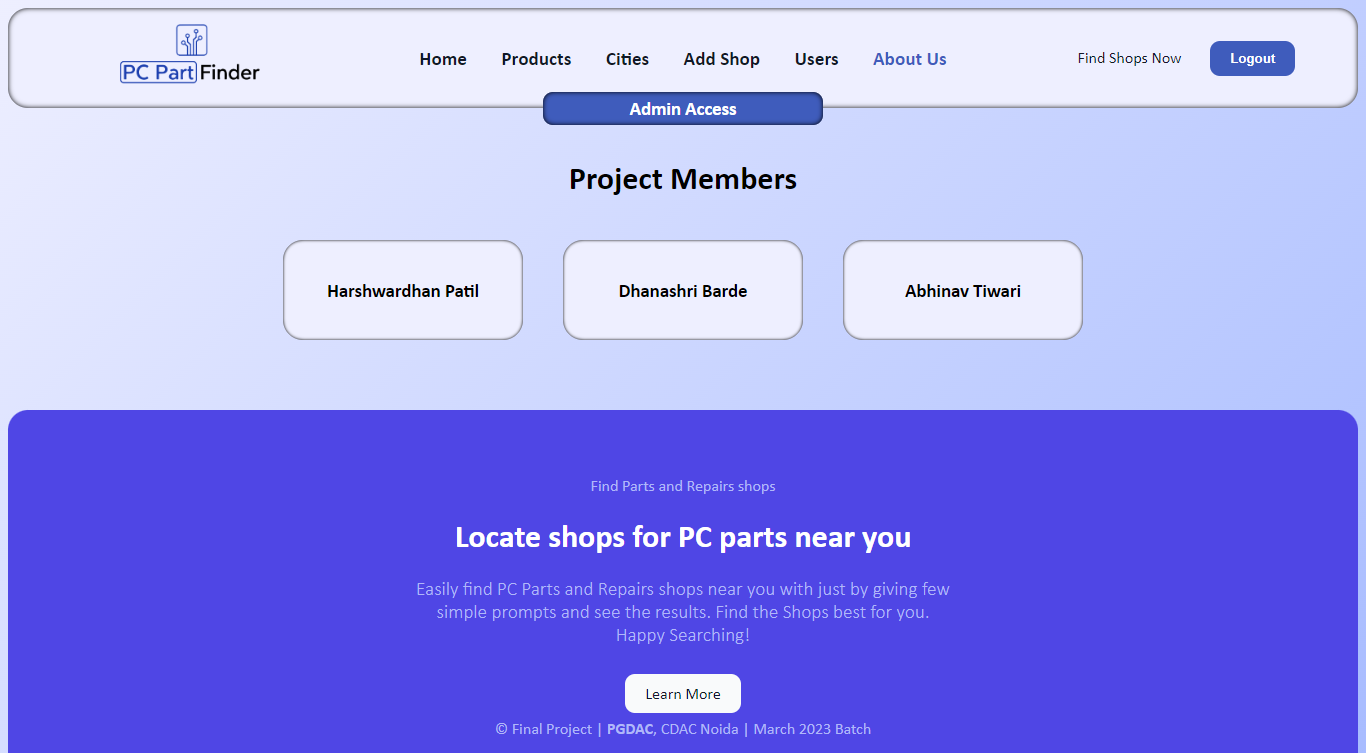 PC Part Finder
Home Products Cities Add Shop Users About Us Find Shops Now Logout
Admin Access
Project Members
Harshwardhan Patil Dhanashri Barde Abhinav Tiwari
Find Parts and Repairs shops
Locate shops for PC parts near you
Easily find PC Parts and Repairs shops near you with just by giving few
simple prompts and see the results. Find the Shops best for you.
Happy Searching!
Learn More
© Final Project | PGDAC, CDAC Noida | March 2023 Batch